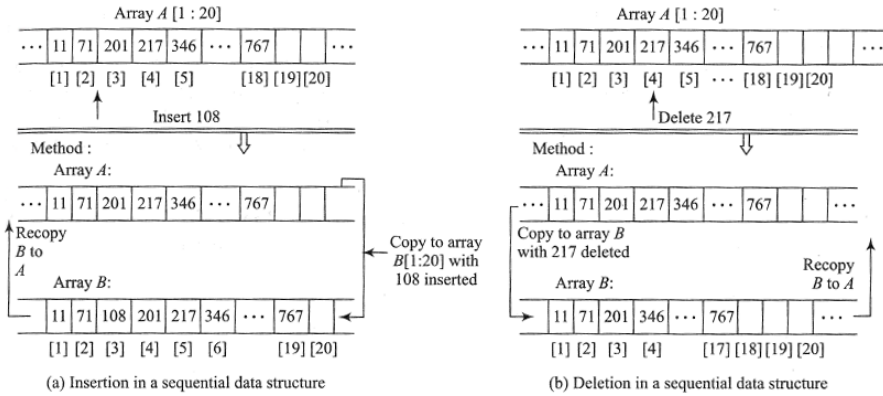 Array A [1 : 20]
··· 11 71 201 217 346 ··· 767 ···
[1] [2] [3] [4] [5] [18] [19] [20]
Insert 108
Method :
Array A:
··· 11 71 201 217 346 ··· 767
Recopy
B to
A
Copy to array
B[1:20] with
108 inserted
Array B:
11 71 108 201 217 346 ··· 767
[1] [2] [3] [4] [5] [6] [19] [20]
(a) Insertion in a sequential data structure
Array A [1 : 20]
··· 11 71 201 217 346 ··· 767 ···
[1] [2] [3] [4] [5] ··· [18] [19] [20]
Delete 217
Method :
Array A:
··· 11 71 201 217 346 ··· 767 ···
Copy to array B
with 217 deleted
Recopy
B to A
Array B:
11 71 201 346 ··· 767 ···
[1] [2] [3] [4] [17] [18] [19] [20]
(b) Deletion in a sequential data structure